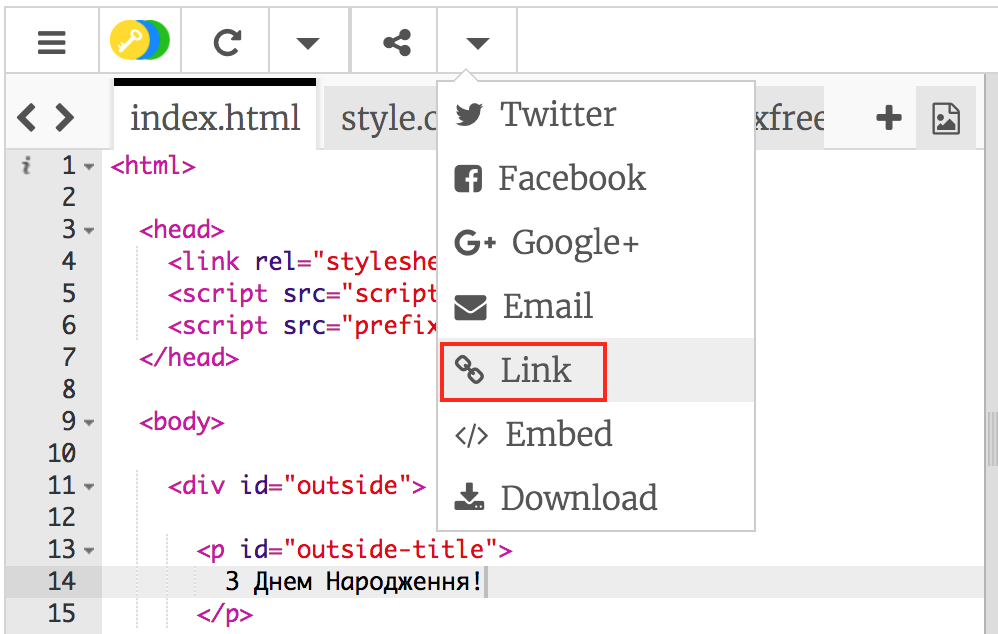 index.html
style.c
xfree
Twitter
Facebook
G+ Google+
Email
Link
</> Embed
Download
i 1 <html>
2
3 <head>
4 <link rel="styleshe
5 <script src="script
6 <script src="prefix
7 </head>
8
9 <body>
10
11 <div id="outside">
12
13 <p id="outside-title">
14 З Днем Народження!
15 </p>